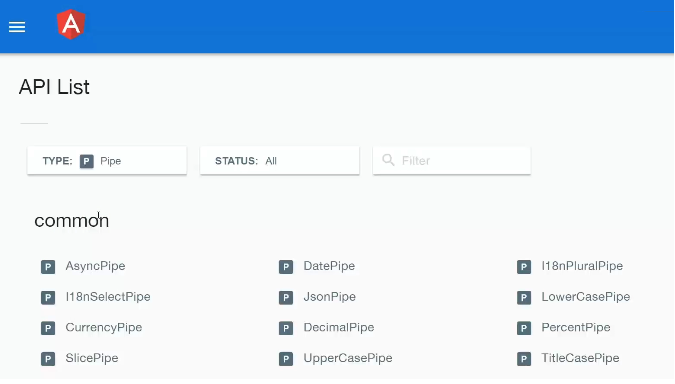 A
API List
TYPE: P Pipe
STATUS: All
Filter
common
P AsyncPipe
P DatePipe
P I18nPluralPipe
P I18nSelectPipe
P JsonPipe
P LowerCasePipe
P CurrencyPipe
P DecimalPipe
P PercentPipe
P SlicePipe
P UpperCasePipe
P TitleCasePipe